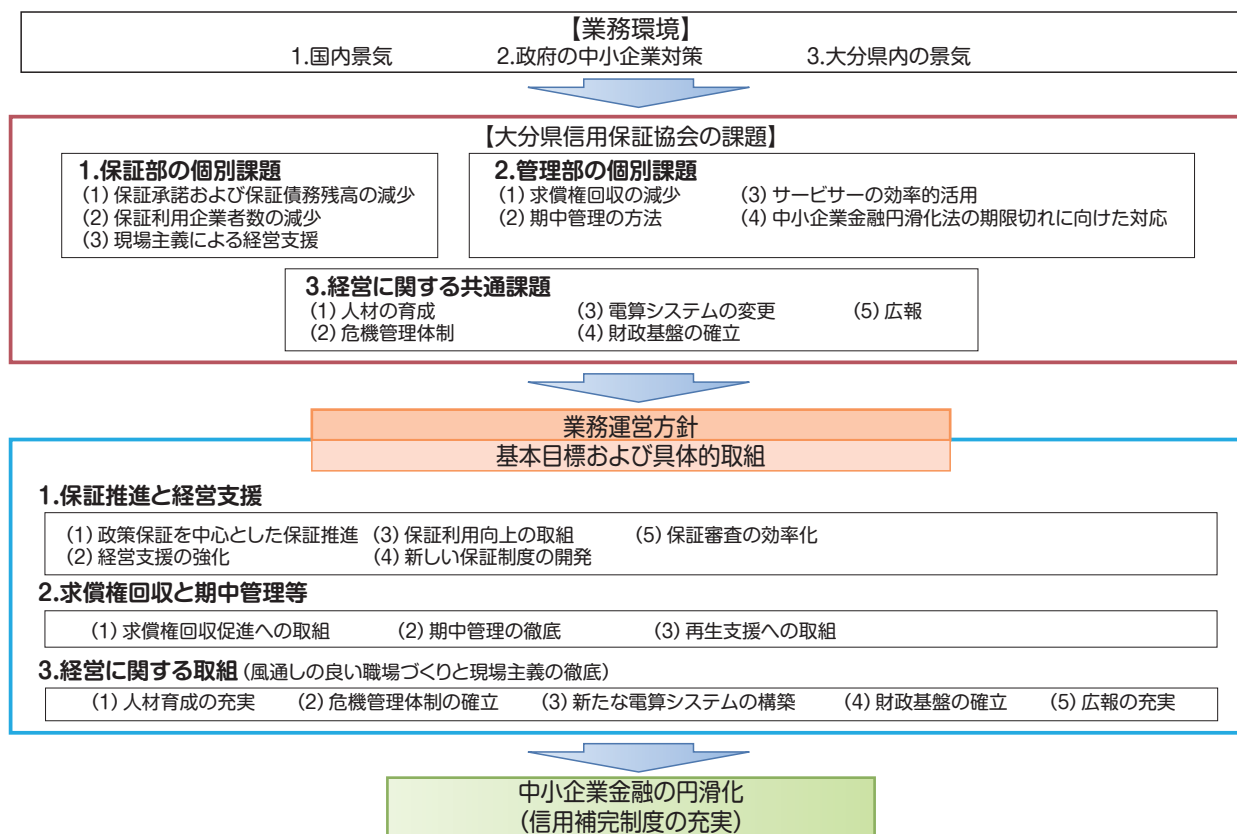 【業務環境】
1.国内景気 2.政府の中小企業対策 3.大分県内の景気
【大分県信用保証協会の課題】
1.保証部の個別課題
(1) 保証承諾および保証債務残高の減少
(2) 保証利用企業者数の減少
(3) 現場主義による経営支援
2.管理部の個別課題
(1) 求償権回収の減少 (3) サービサーの効率的活用
(2) 期中管理の方法 (4) 中小企業金融円滑化法の期限切れに向けた対応
3.経営に関する共通課題
(1) 人材の育成 (3) 電算システムの変更 (5) 広報
(2) 危機管理体制 (4) 財政基盤の確立
業務運営方針
基本目標および具体的取組
1.保証推進と経営支援
(1) 政策保証を中心とした保証推進 (3) 保証利用向上の取組 (5) 保証審査の効率化
(2) 経営支援の強化 (4) 新しい保証制度の開発
2.求償権回収と期中管理等
(1) 求償権回収促進への取組 (2) 期中管理の徹底 (3) 再生支援への取組
3.経営に関する取組 (風通しの良い職場づくりと現場主義の徹底)
(1) 人材育成の充実 (2) 危機管理体制の確立 (3) 新たな電算システムの構築 (4) 財政基盤の確立 (5) 広報の充実
中小企業金融の円滑化
(信用補完制度の充実)